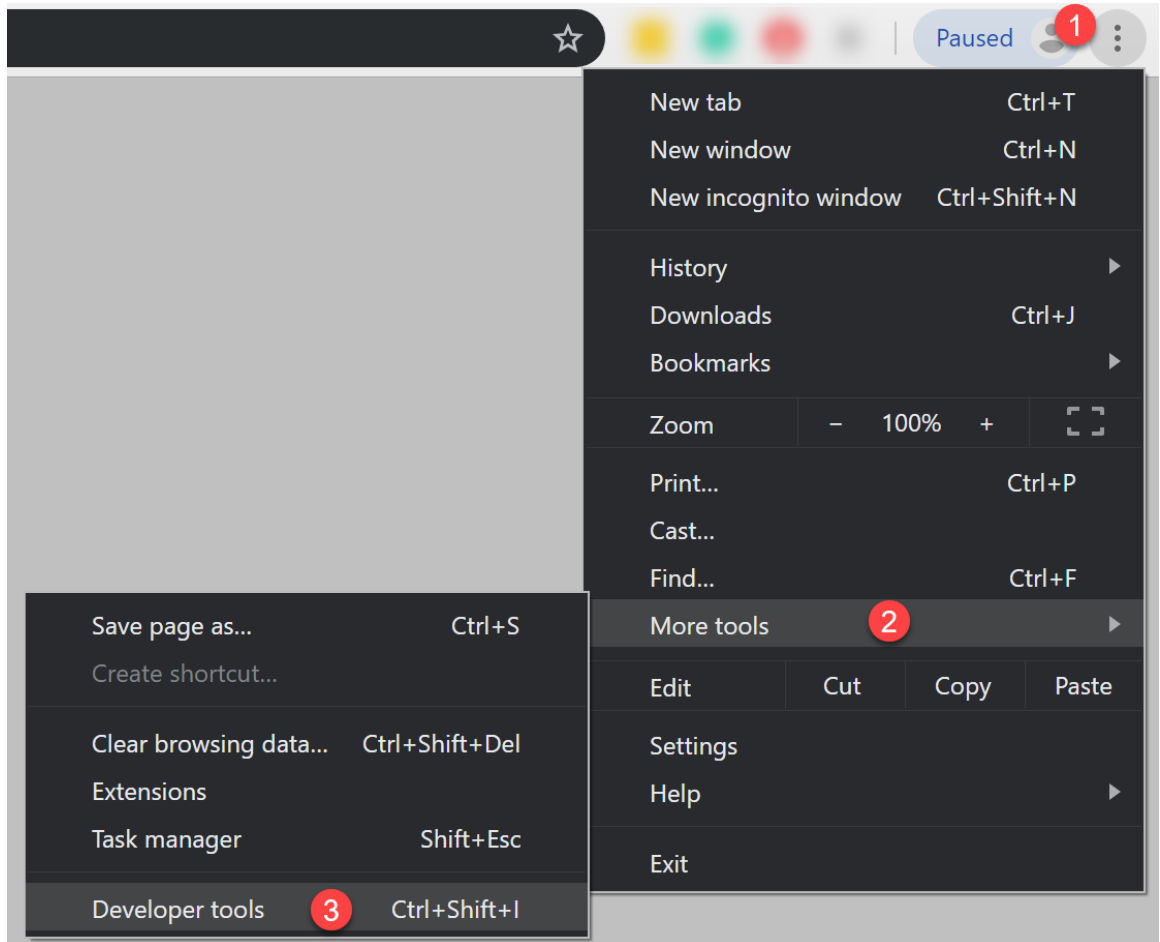 Paused 1
New tab Ctrl+T
New window Ctrl+N
New incognito window Ctrl+Shift+N
History
Downloads Ctrl+J
Bookmarks
Zoom - 100% +
Print... Ctrl+P
Cast...
Find... Ctrl+F
More tools 2
Edit Cut Copy Paste
Settings
Help
Exit
Save page as... Ctrl+S
Create shortcut...
Clear browsing data... Ctrl+Shift+Del
Extensions
Task manager Shift+Esc
Developer tools 3 Ctrl+Shift+I